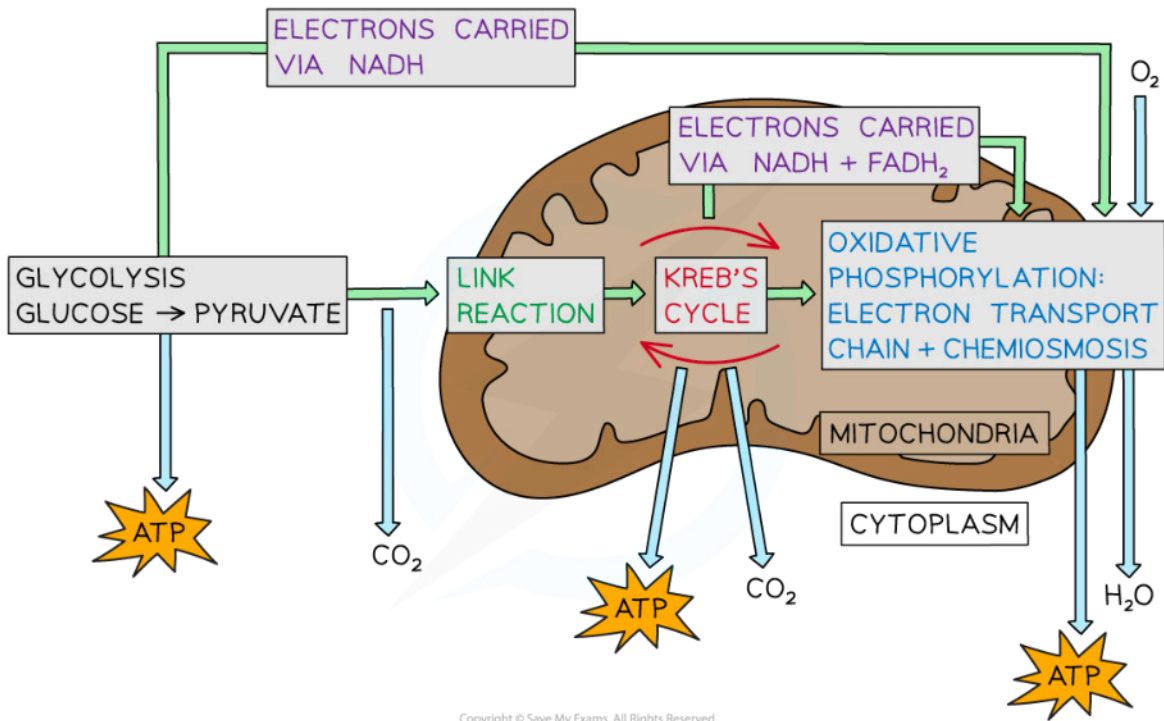 ELECTRONS CARRIED
VIA NADH
O₂
ELECTRONS CARRIED
VIA NADH + FADH₂
GLYCOLYSIS
GLUCOSE → PYRUVATE
LINK
REACTION
KREB'S
CYCLE
OXIDATIVE
PHOSPHORYLATION:
ELECTRON TRANSPORT
CHAIN + CHEMIOSMOSIS
MITOCHONDRIA
CYTOPLASM
ATP
CO₂
ATP
CO₂
H₂O
ATP
Copyright © Save My Exams. All Rights Reserved